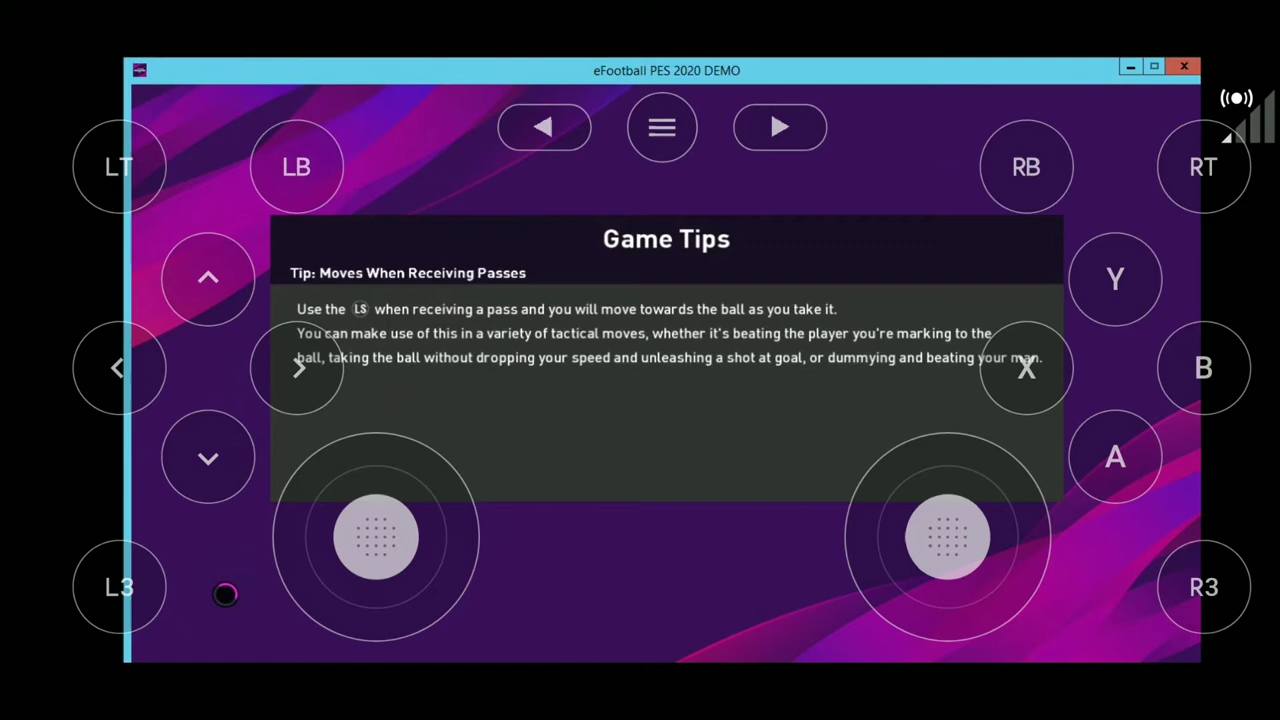 eFootball PES 2020 DEMO
LT
LB
RB
RT
Game Tips
Tip: Moves When Receiving Passes
Y
Use the LS when receiving a pass and you will move towards the ball as you take it.
You can make use of this in a variety of tactical moves, whether it's beating the player you're marking to the
ball, taking the ball without dropping your speed and unleashing a shot at goal, or dummying and beating your man.
X
B
A
L3
R3